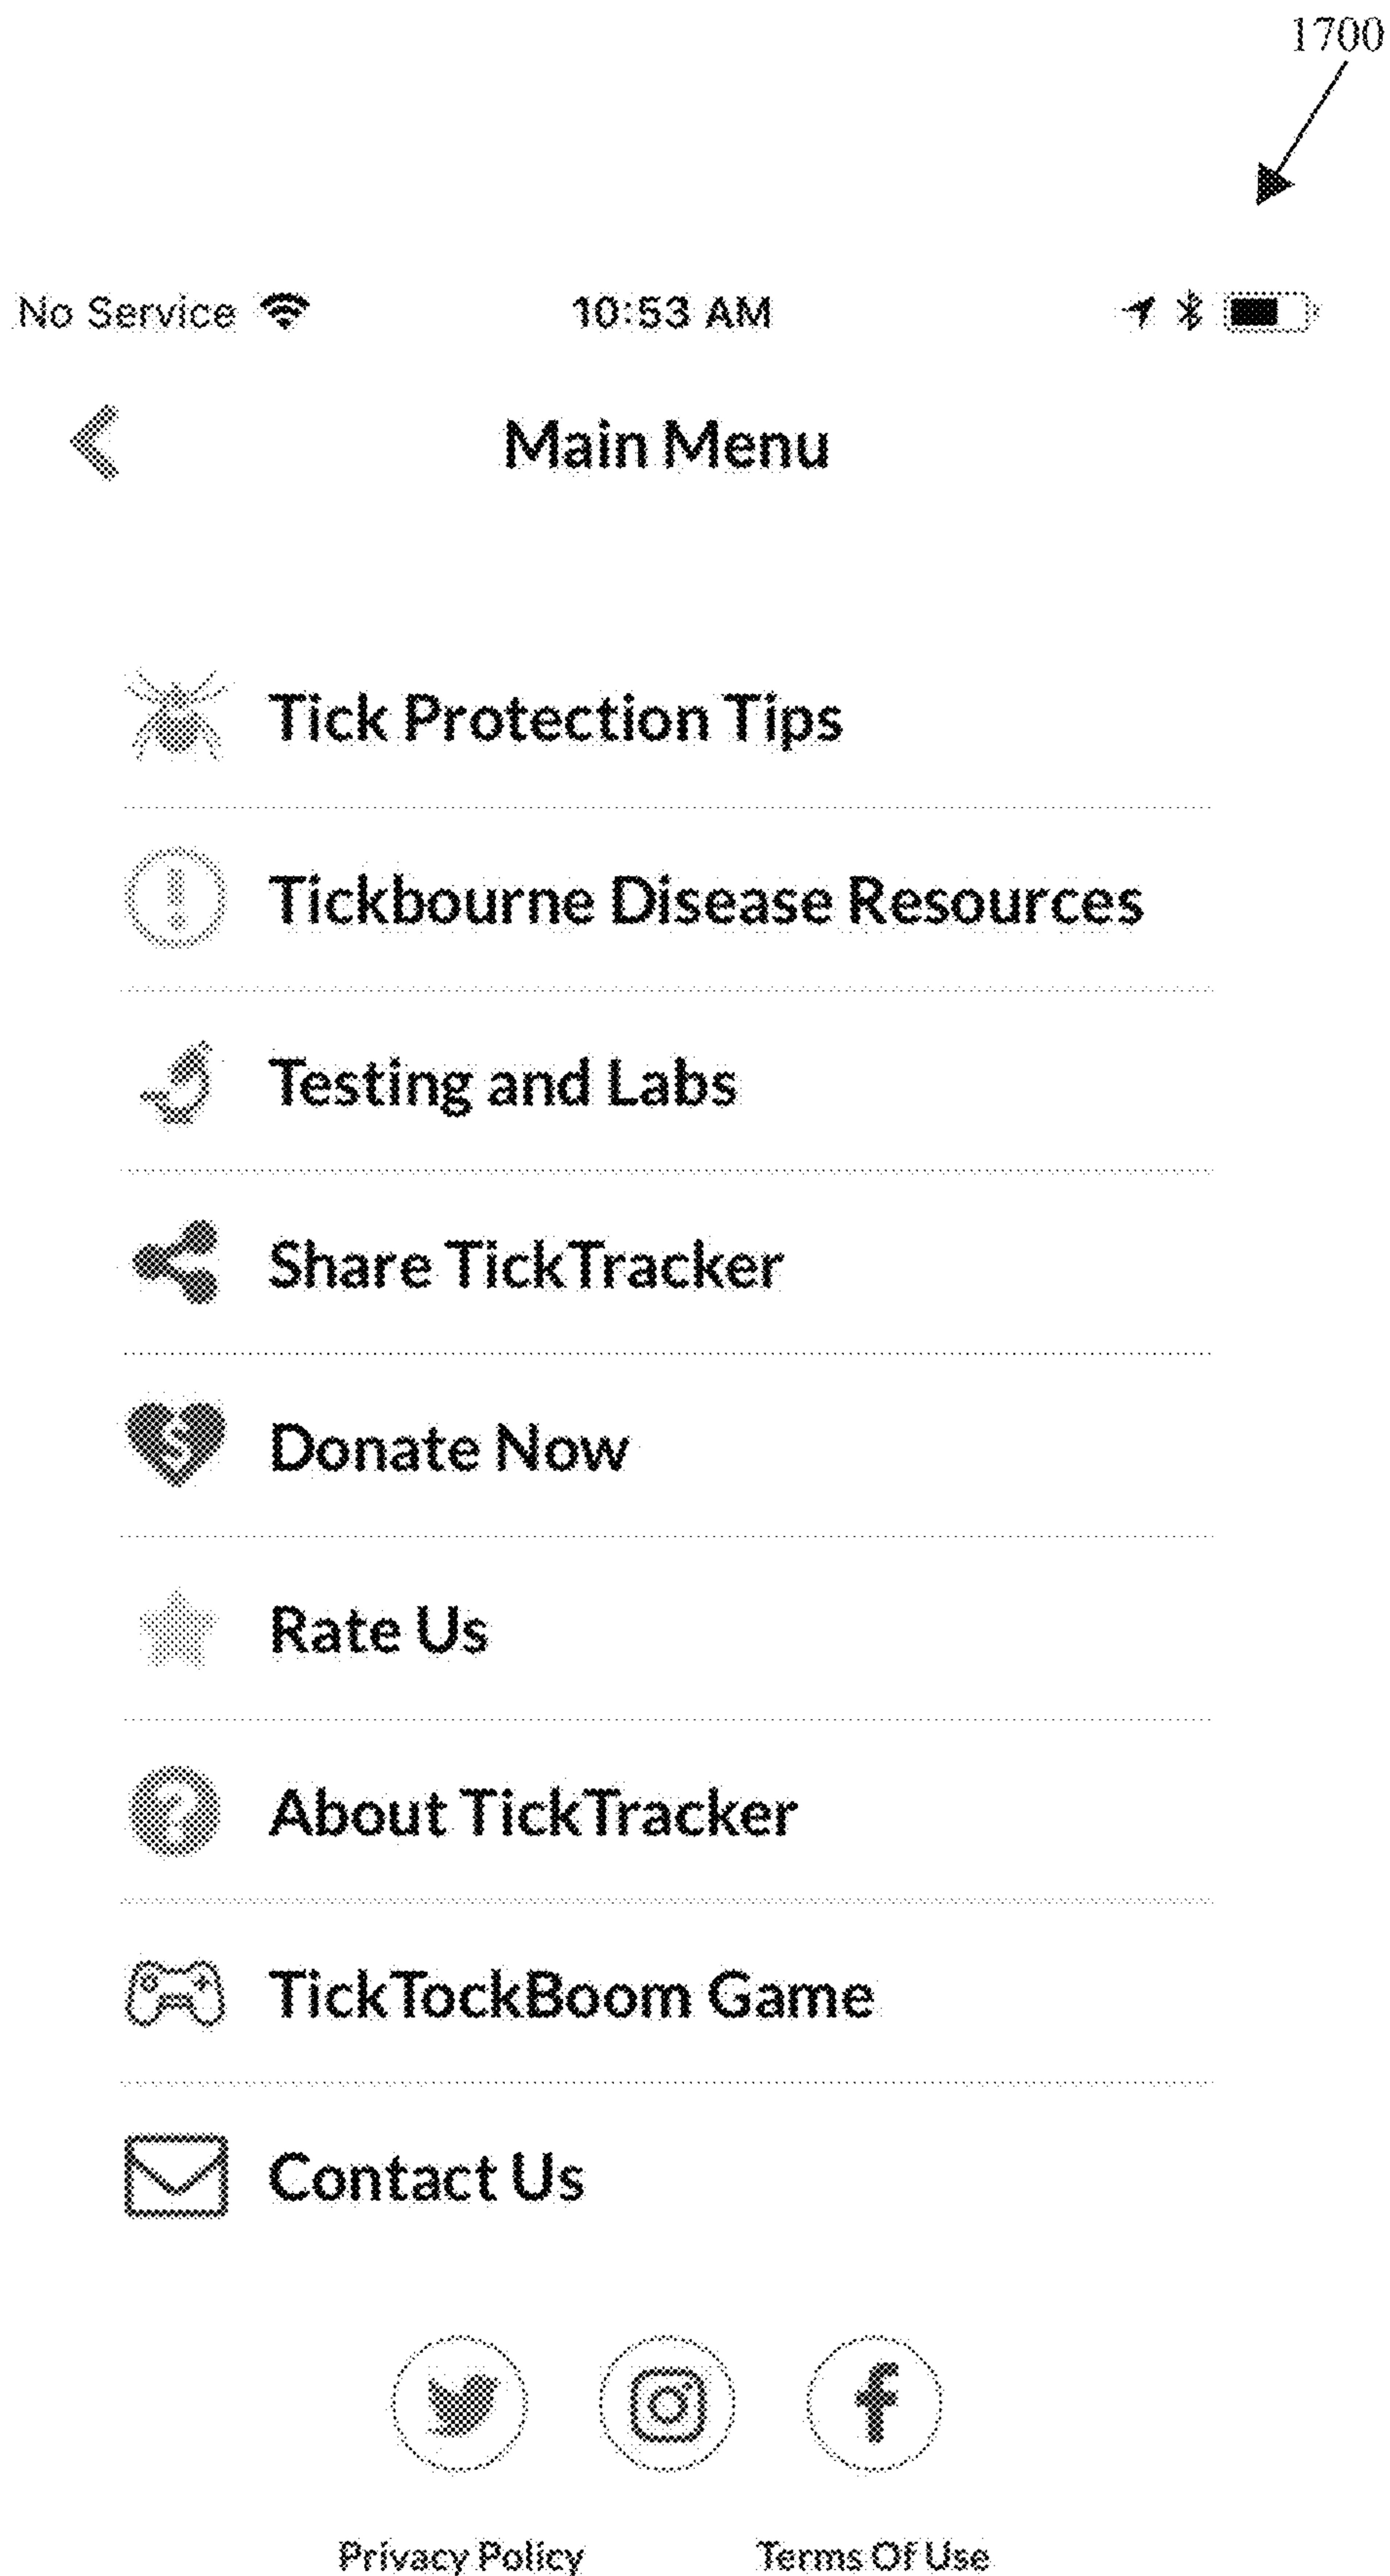 1700
No Service 10:53 AM
Main Menu
Tick Protection Tips
Tickbourne Disease Resources
Testing and Labs
Share TickTracker
Donate Now
Rate Us
About TickTracker
TickTockBoom Game
Contact Us
Privacy Policy Terms Of Use